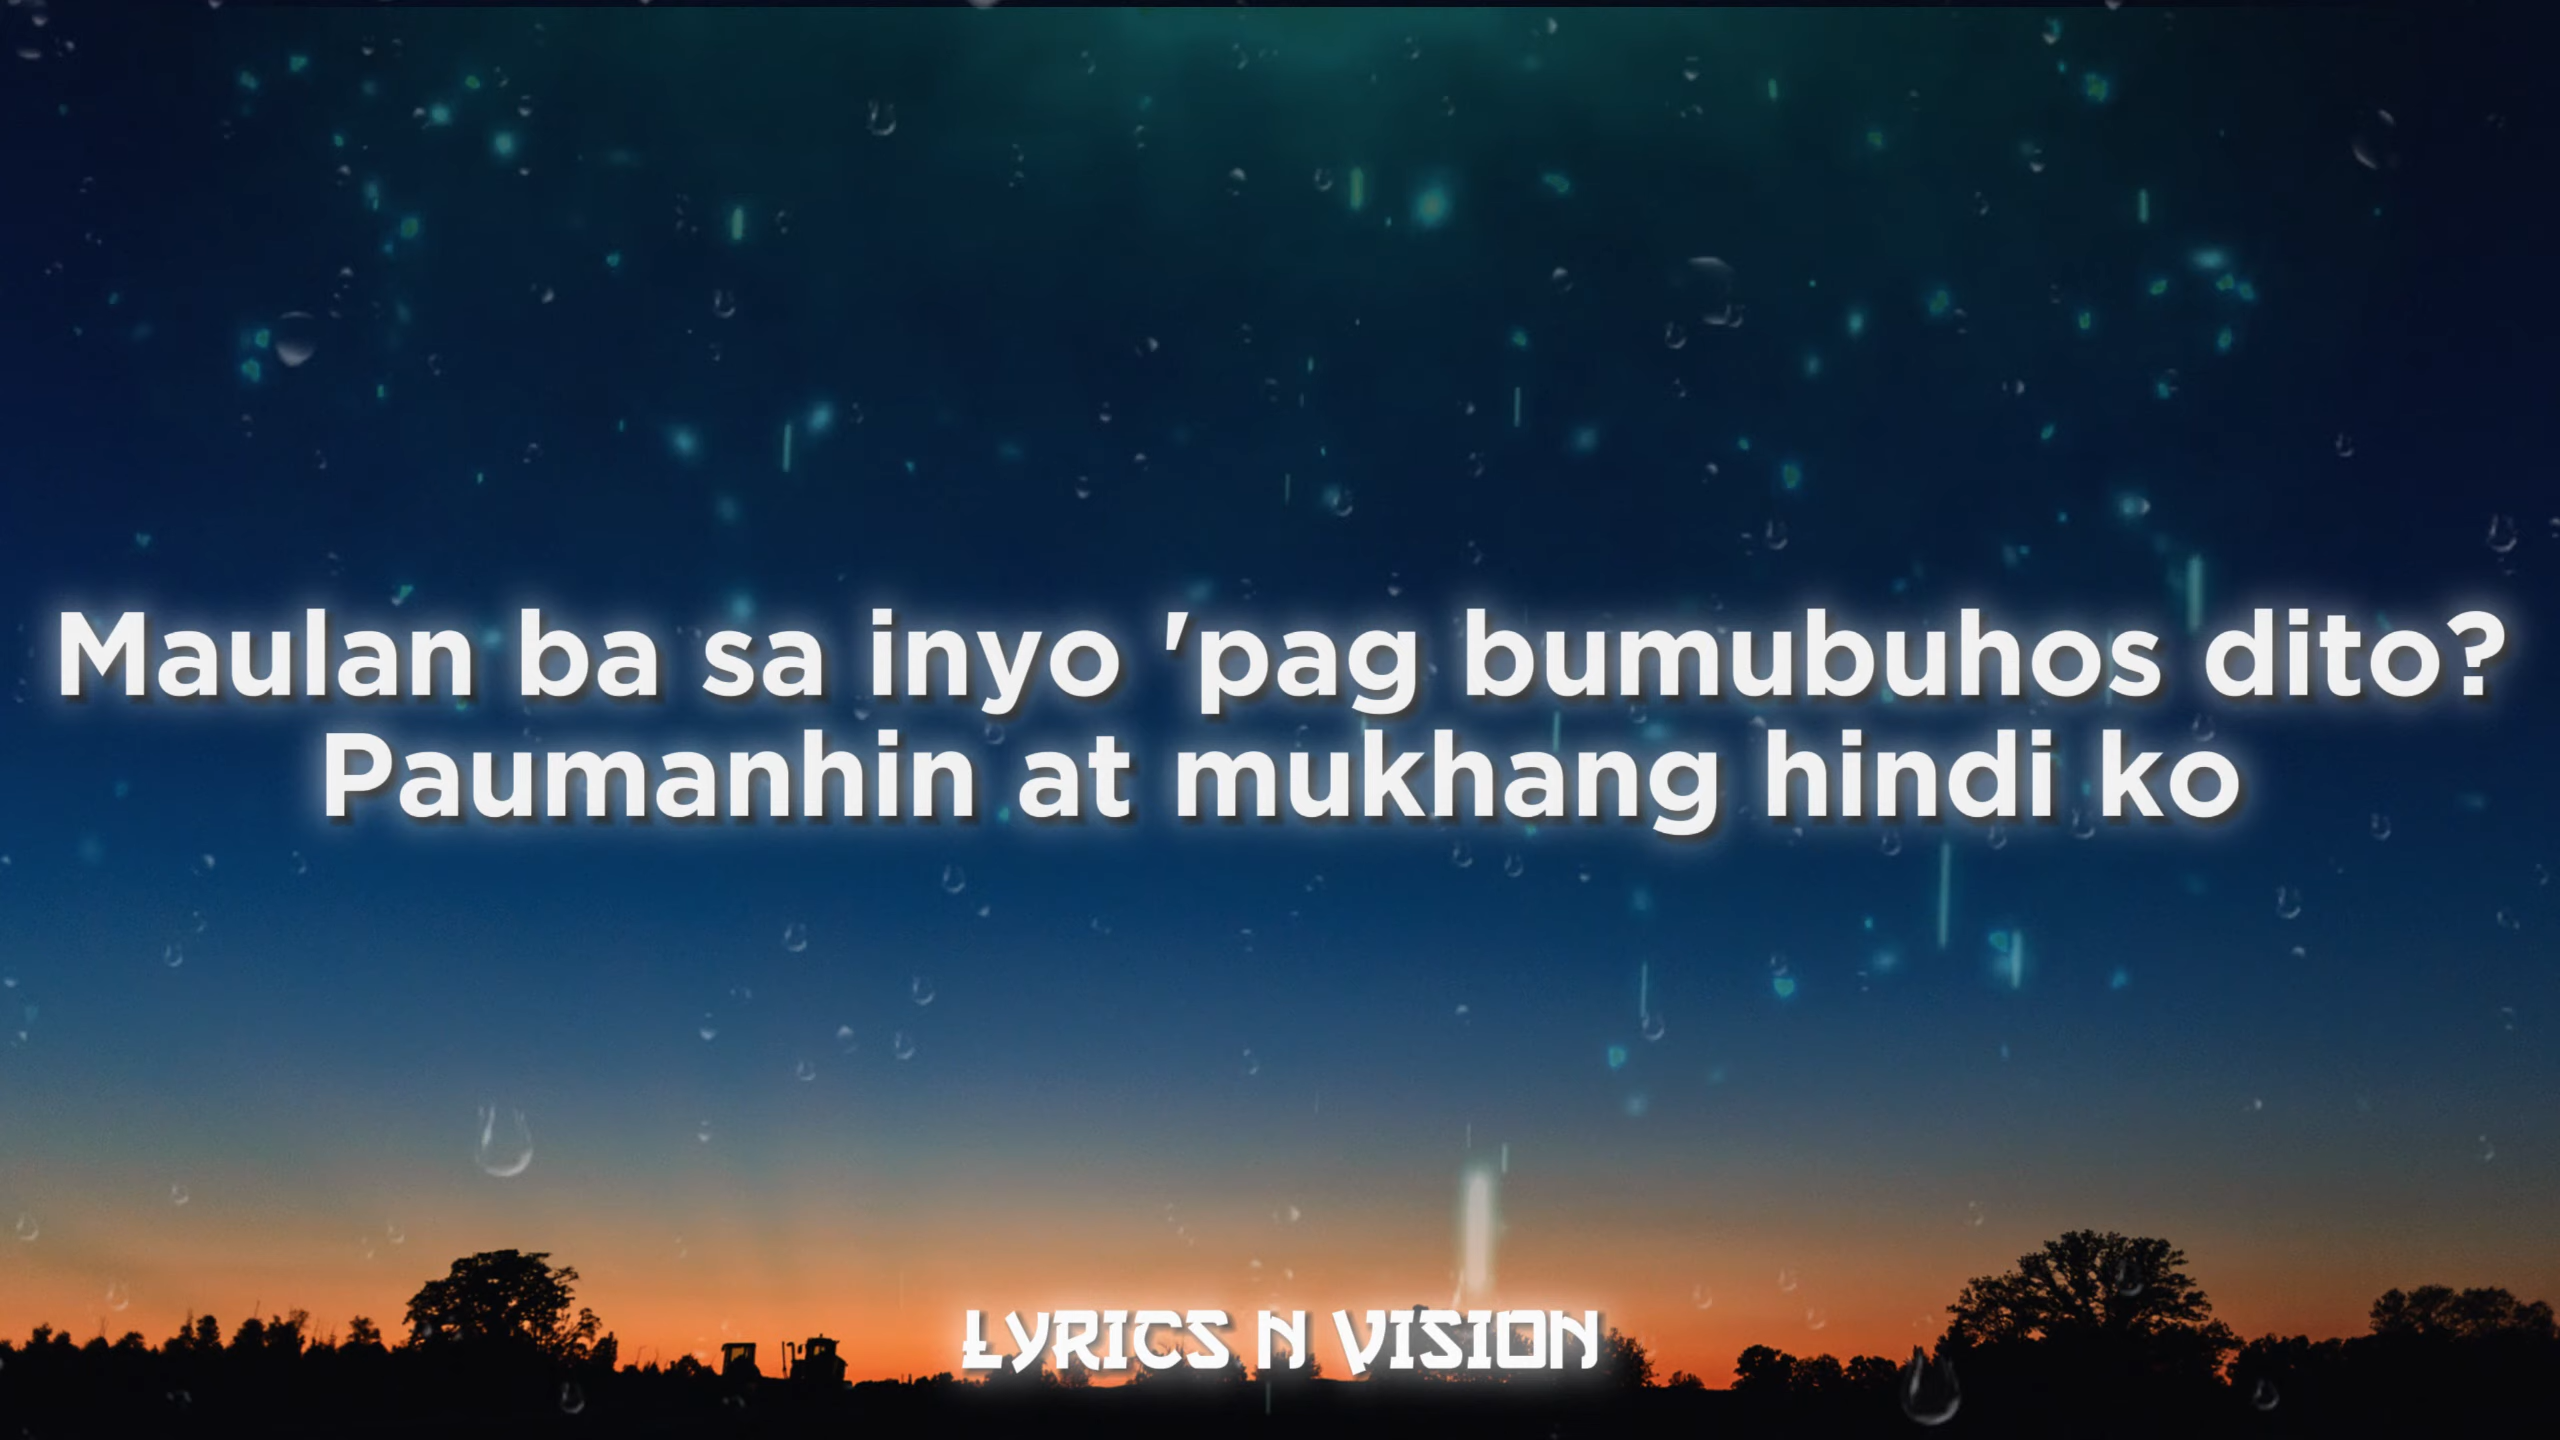 Maulan ba sa inyo 'pag bumubuhos dito?
Paumanhin at mukhang hindi ko
LYRICS N VISION